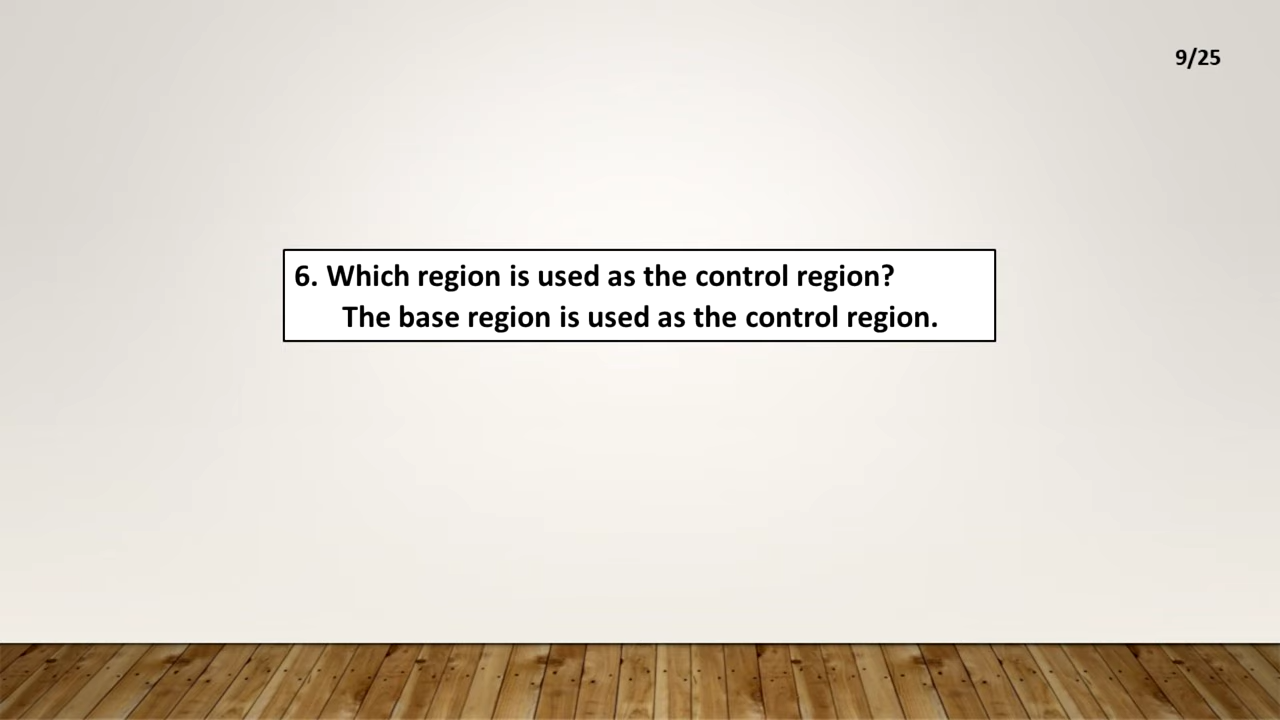 9/25
6. Which region is used as the control region?
The base region is used as the control region.